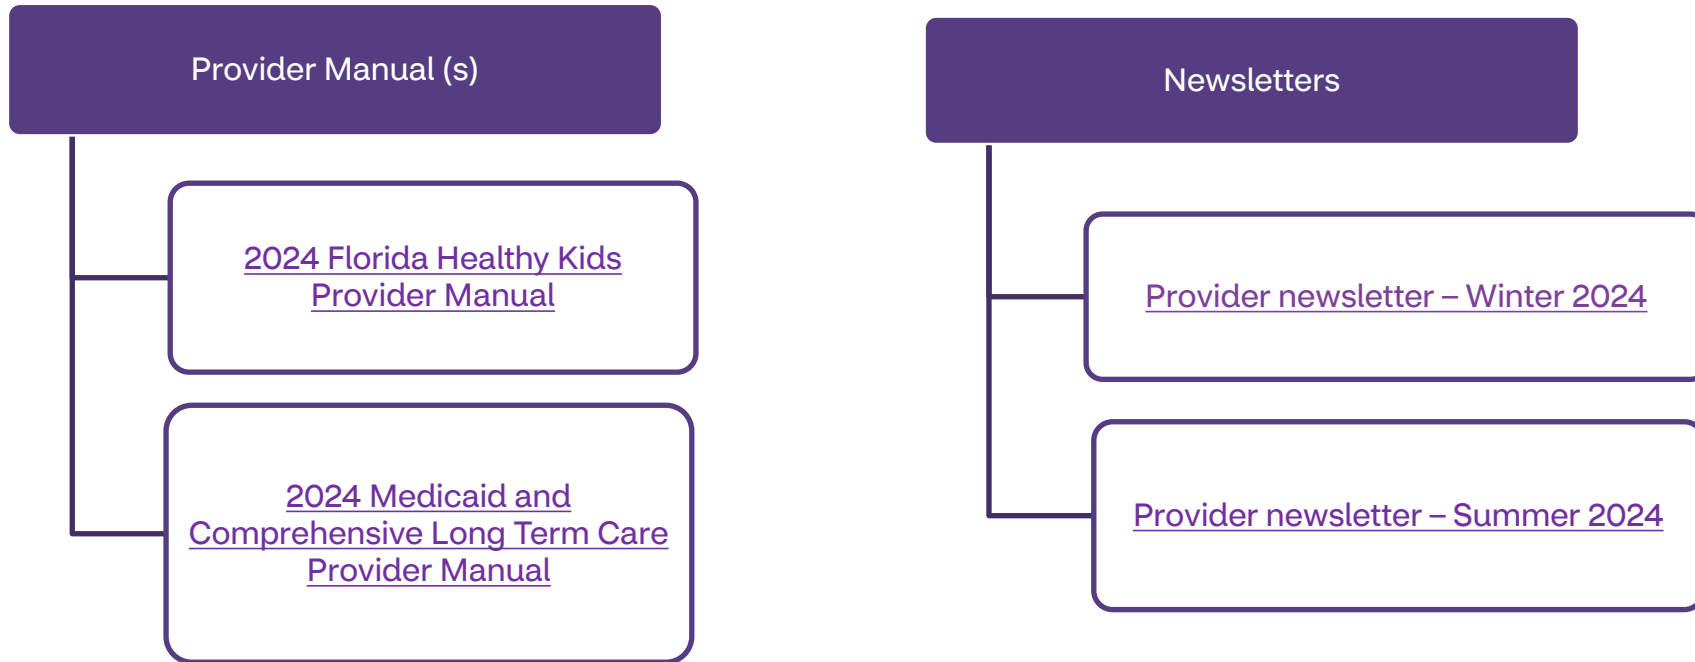 Provider Manual (s)
2024 Florida Healthy Kids
Provider Manual
2024 Medicaid and
Comprehensive Long Term Care
Provider Manual
Newsletters
Provider newsletter – Winter 2024
Provider newsletter – Summer 2024